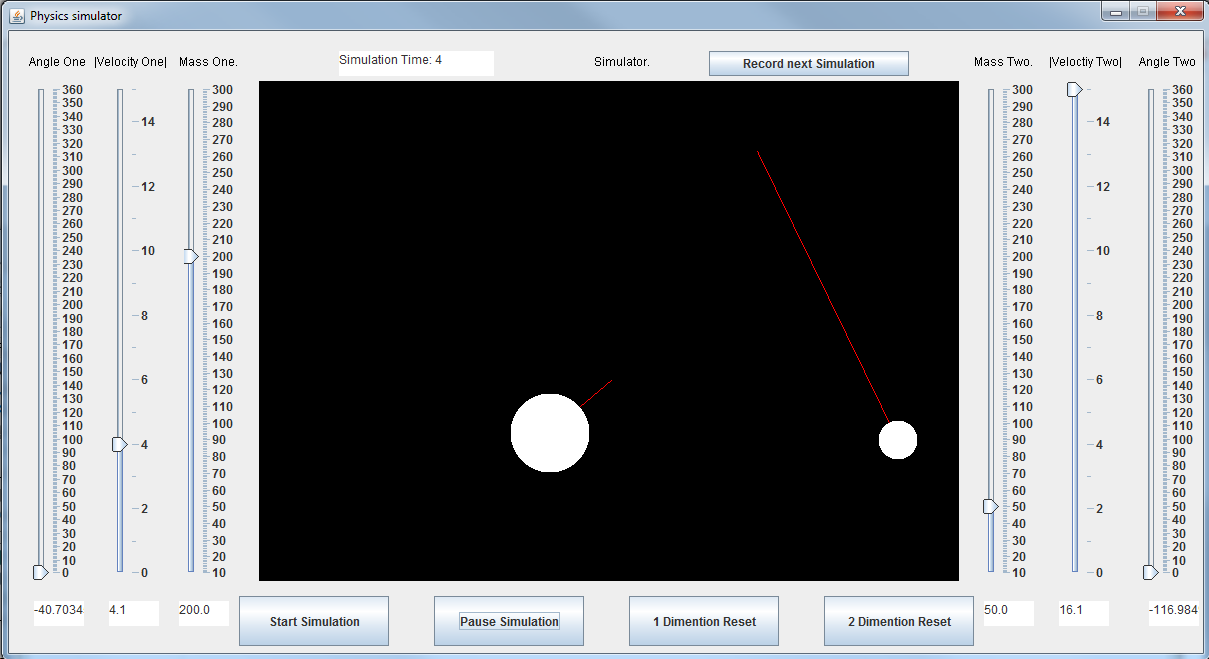 Physics simulator
Angle One |Velocity One| Mass One. Simulation Time: 4 Simulator. Record next Simulation Mass Two. |Veloctiy Two| Angle Two
360 300 300 360
350 290 290 350
340 14 280 280 14 340
330 270 270 330
320 260 260 320
310 250 250 310
300 12 240 240 12 300
290 230 230 290
280 220 220 280
270 210 210 270
260 10 200 200 10 260
250 190 190 250
240 180 180 240
230 170 170 230
220 8 160 160 8 220
210 150 150 210
200 140 140 200
190 130 130 190
180 6 120 120 6 180
170 110 110 170
160 100 100 160
150 90 90 150
140 4 80 80 4 140
130 70 70 130
120 60 60 120
110 50 50 110
100 2 40 40 2 100
90 30 30 90
80 20 20 80
70 0 10 10 0 70
60 60
50 50
40 40
30 30
20 20
10 10
0 0
-40.7034 4.1 200.0 50.0 16.1 -116.984
Start Simulation Pause Simulation 1 Dimention Reset 2 Dimention Reset